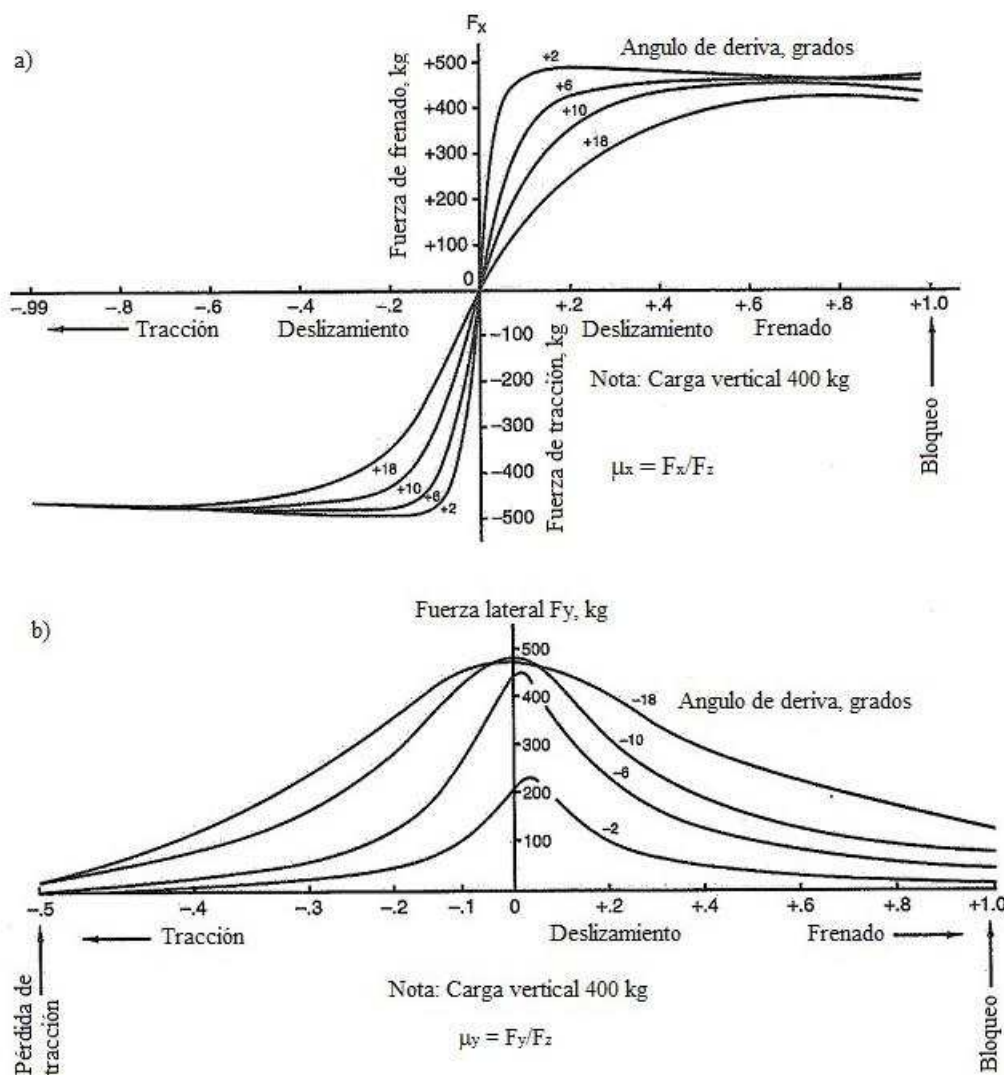 a)
Fx
Angulo de deriva, grados
+500
+400
+300
+200
+100
0
Fuerza de frenado, kg
+2
+6
+10
+18
-.99
-.8
-.6
-.2
+.2
+.6
+.8
+1.0
Tracción
Deslizamiento
Deslizamiento
Frenado
-100
-200
-300
-400
-500
Fuerza de tracción, kg
Nota: Carga vertical 400 kg
μx = Fx/Fz
Bloqueo
+18
+10
+6
+2
b)
Fuerza lateral Fy, kg
500
400
300
200
100
Angulo de deriva, grados
-18
-10
-6
-2
-.5
-.4
-.3
-.2
-.1
0
+.2
+.4
+.6
+.8
+1.0
Tracción
Deslizamiento
Frenado
Nota: Carga vertical 400 kg
μy = Fy/Fz
Pérdida de
tracción
Bloqueo